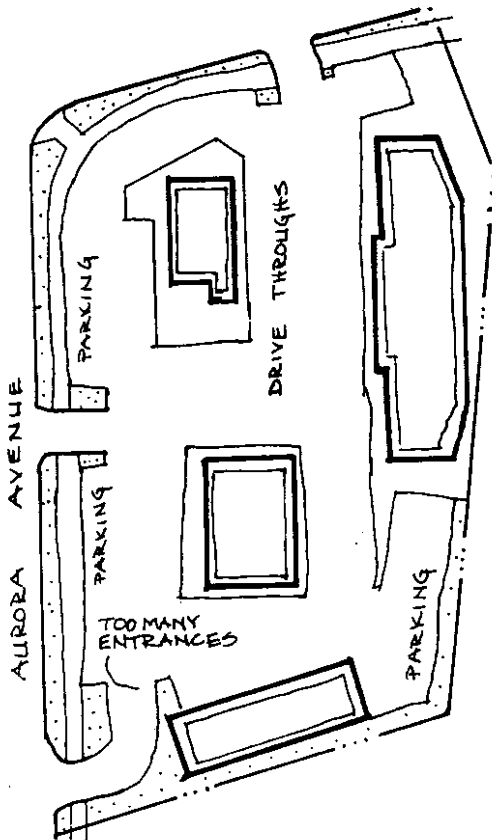 PARKING
DRIVE THROUGHS
AURORA AVENUE
PARKING
PARKING
TOO MANY
ENTRANCES